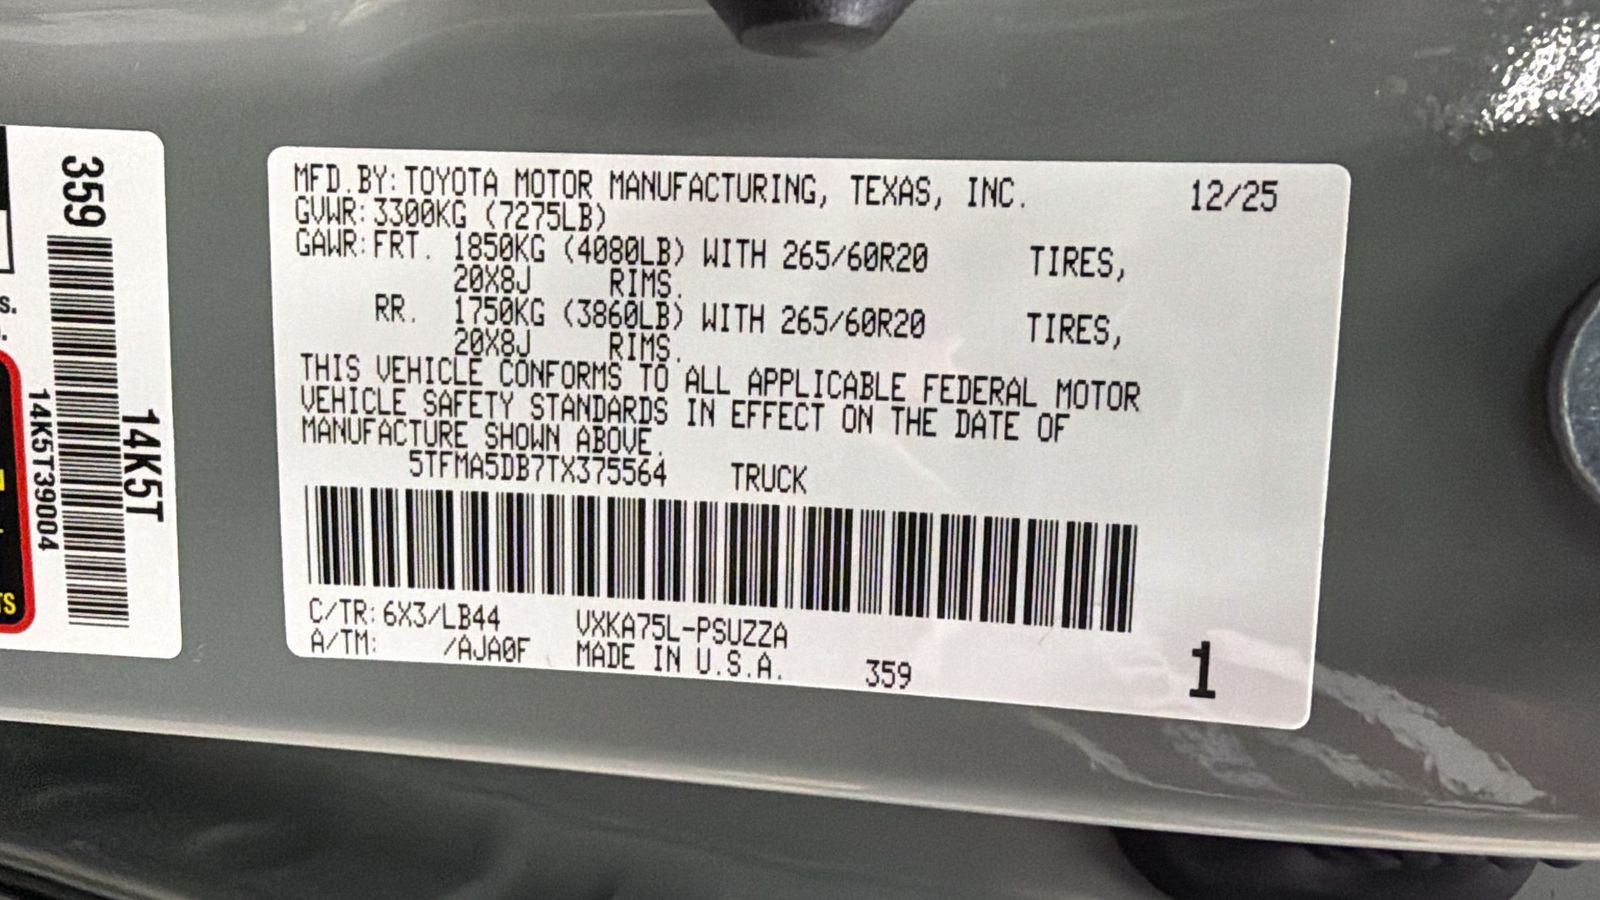 MFD.BY: TOYOTA MOTOR MANUFACTURING, TEXAS, INC. 12/25
GVWR: 3300KG (7275LB)
GAWR: FRT. 1850KG (4080LB) WITH 265/60R20 TIRES,
20X8J RIMS.
RR. 1750KG (3860LB) WITH 265/60R20 TIRES,
20X8J RIMS.
THIS VEHICLE CONFORMS TO ALL APPLICABLE FEDERAL MOTOR
VEHICLE SAFETY STANDARDS IN EFFECT ON THE DATE OF
MANUFACTURE SHOWN ABOVE.
5TFMA5DB7TX375564 TRUCK
C/TR: 6X3/LB44 VXKA75L-PSUZZA
A/TM: /AJA0F MADE IN U.S.A. 359
1
359
14K5T
14K5T39004
s.
TS